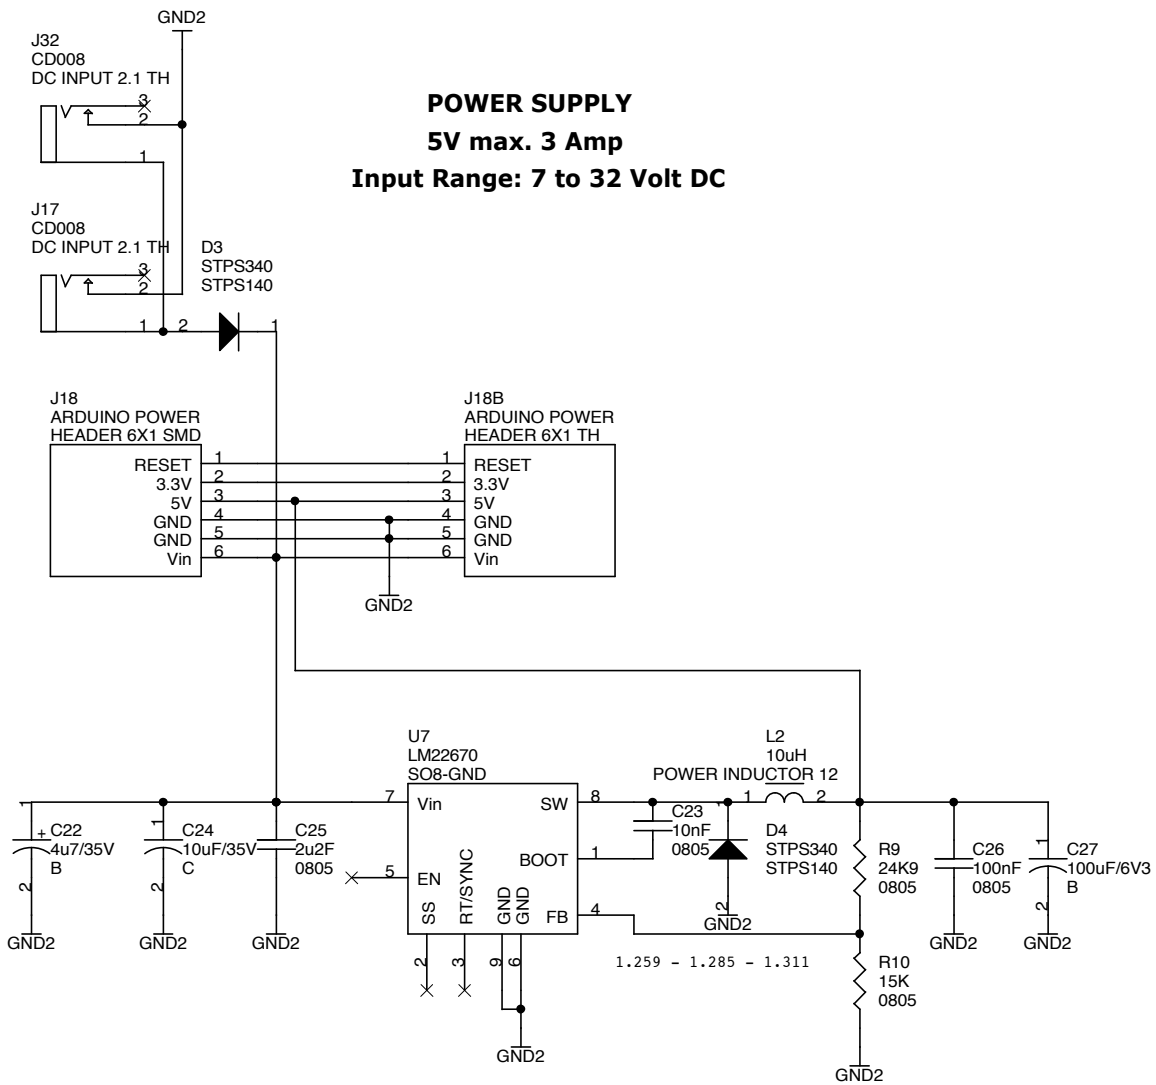 GND2
J32
CD008
DC INPUT 2.1 TH
3
2
1
POWER SUPPLY
5V max. 3 Amp
Input Range: 7 to 32 Volt DC
J17
CD008
DC INPUT 2.1 TH
3
2
1
D3
STPS340
STPS140
2
1
J18
ARDUINO POWER
HEADER 6X1 SMD
RESET 1
3.3V 2
5V 3
GND 4
GND 5
Vin 6
J18B
ARDUINO POWER
HEADER 6X1 TH
1 RESET
2 3.3V
3 5V
4 GND
5 GND
6 Vin
GND2
U7
LM22670
SO8-GND
7 Vin
5 EN
SS 2
RT/SYNC 3
GND 9
GND 6
SW 8
BOOT 1
FB 4
GND2
L2
10uH
POWER INDUCTOR 12
1
2
1
+ C22
4u7/35V
B
2
GND2
1
C24
10uF/35V
C
2
GND2
C25
2u2F
0805
GND2
C23
10nF
0805
D4
STPS340
STPS140
2
GND2
R9
24K9
0805
C26
100nF
0805
GND2
1
C27
100uF/6V3
B
2
GND2
1.259 - 1.285 - 1.311
R10
15K
0805
GND2